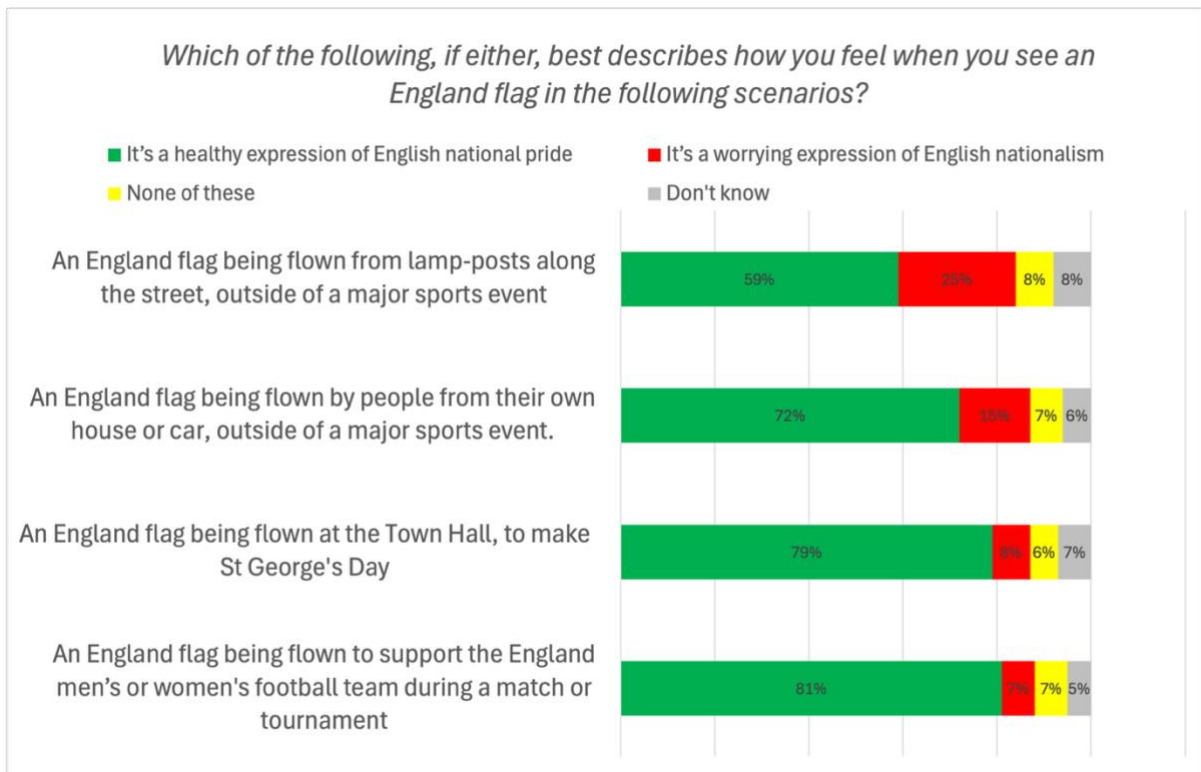 Which of the following, if either, best describes how you feel when you see an
England flag in the following scenarios?
It’s a healthy expression of English national pride
It’s a worrying expression of English nationalism
None of these
Don't know
An England flag being flown from lamp-posts along
the street, outside of a major sports event
59% 25% 8% 8%
An England flag being flown by people from their own
house or car, outside of a major sports event.
72% 15% 7% 6%
An England flag being flown at the Town Hall, to make
St George's Day
79% 8% 6% 7%
An England flag being flown to support the England
men’s or women's football team during a match or
tournament
81% 7% 7% 5%